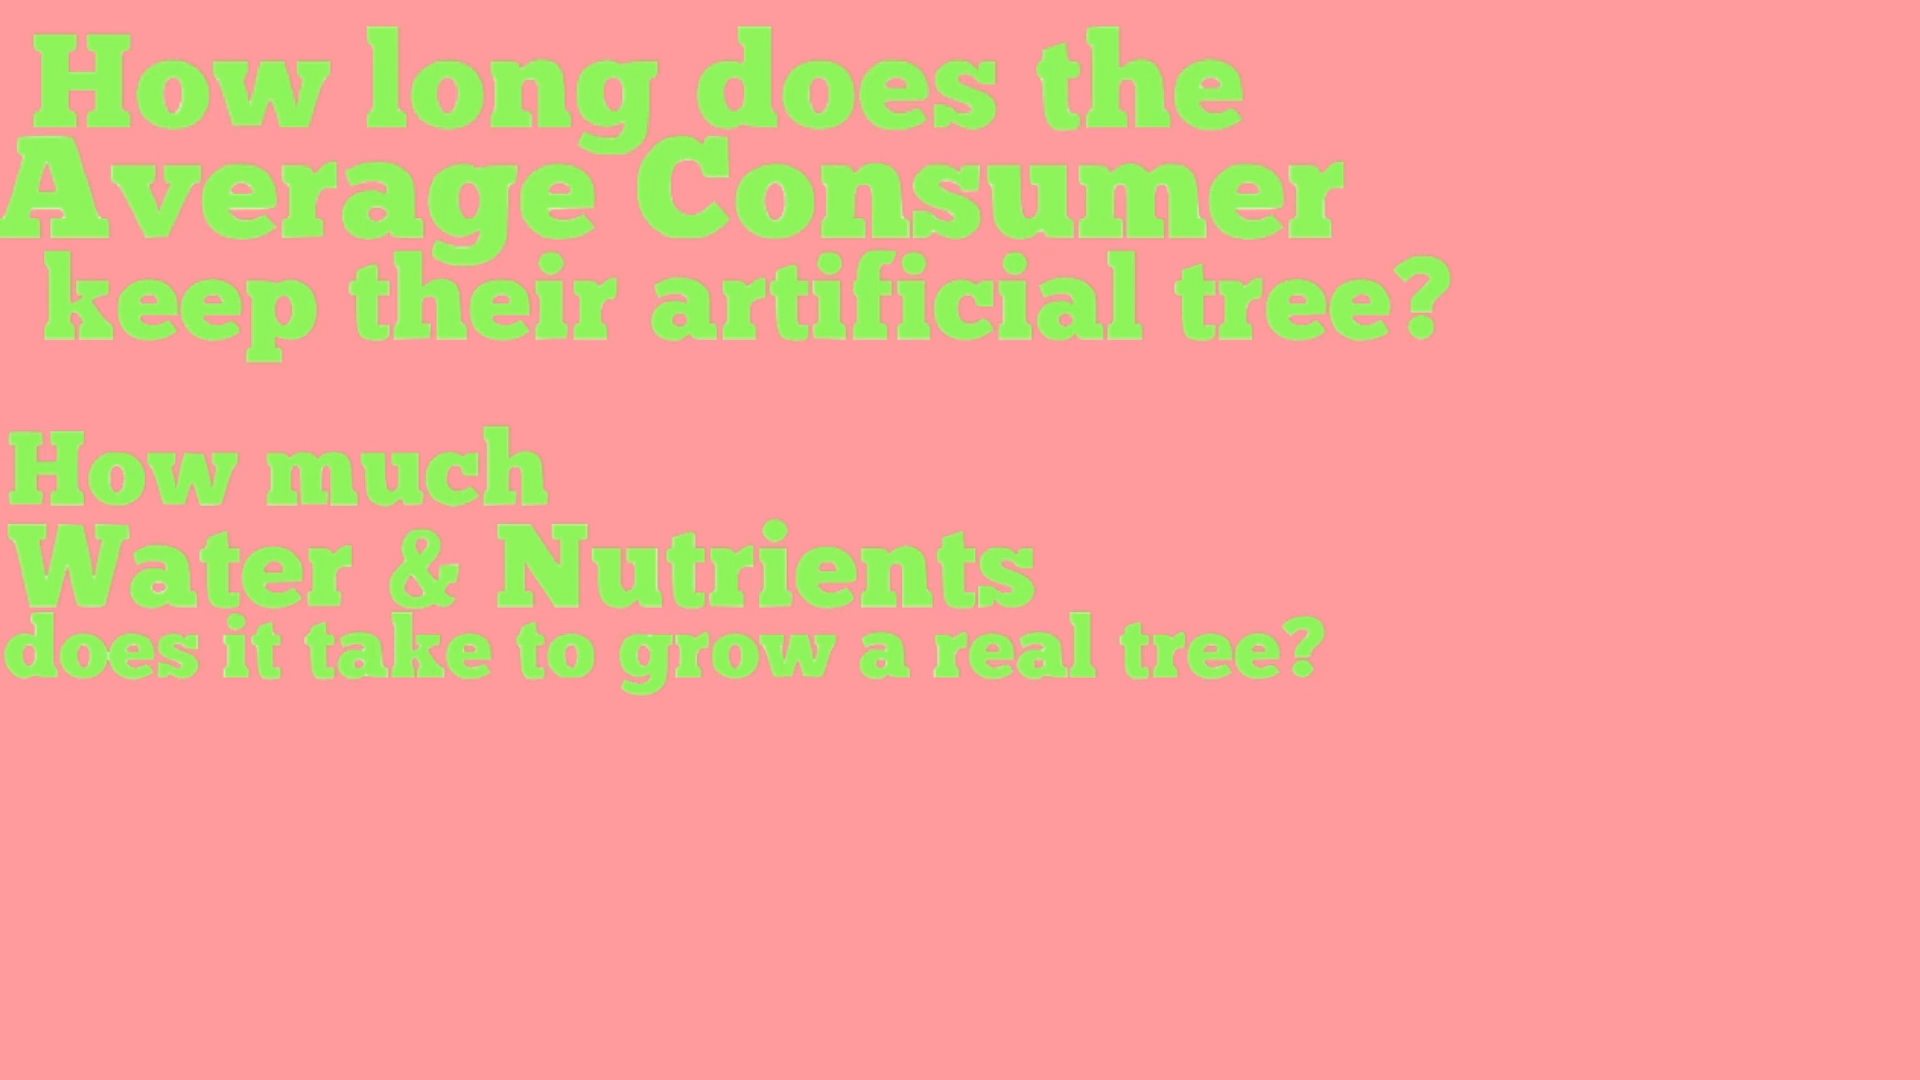 How long does the
Average Consumer
keep their artificial tree?
How much
Water & Nutrients
does it take to grow a real tree?